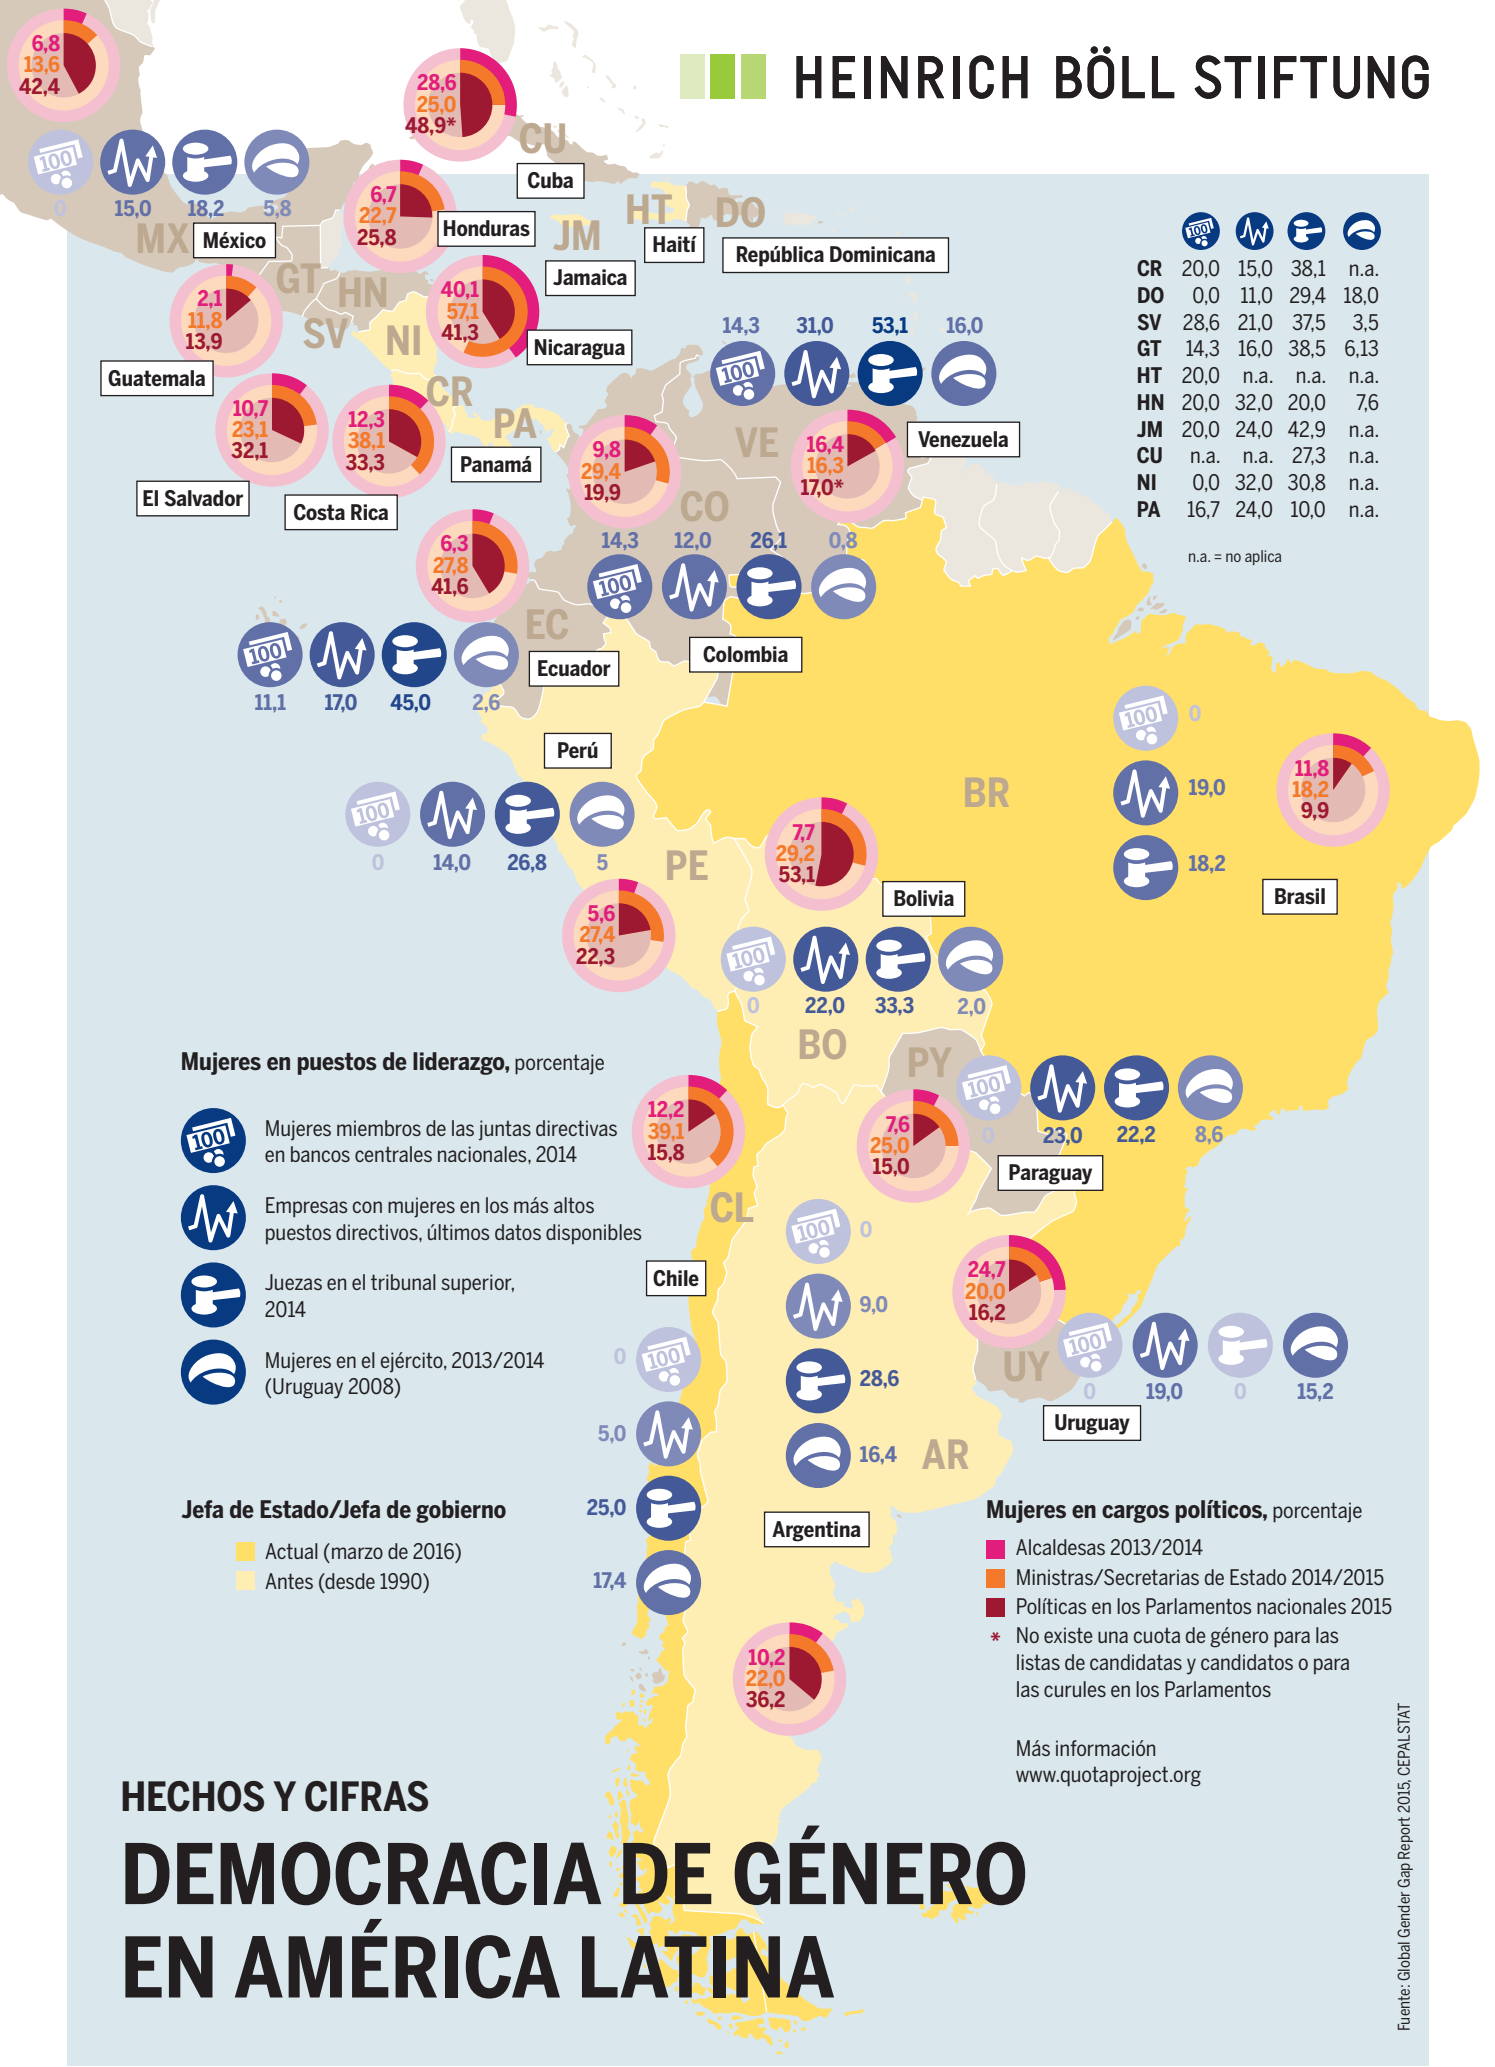 HEINRICH BÖLL STIFTUNG
6,8
13,6
42,4
100
0 15,0 18,2 5,8
MX
México
28,6
25,0
48,9*
CU
Cuba
6,7
22,7
25,8
Honduras
JM
Jamaica
HT
Haití
DO
República Dominicana
GT
HN
SV
NI
2,1
11,8
13,9
Guatemala
40,1
57,1
41,3
Nicaragua
10,7
23,1
32,1
El Salvador
12,3
38,1
33,3
Costa Rica
CR
PA
Panamá
100
CR 20,0 15,0 38,1 n.a.
DO 0,0 11,0 29,4 18,0
SV 28,6 21,0 37,5 3,5
GT 14,3 16,0 38,5 6,13
HT 20,0 n.a. n.a. n.a.
HN 20,0 32,0 20,0 7,6
JM 20,0 24,0 42,9 n.a.
CU n.a. n.a. 27,3 n.a.
NI 0,0 32,0 30,8 n.a.
PA 16,7 24,0 10,0 n.a.
n.a. = no aplica
14,3 31,0 53,1 16,0
100
VE
16,4
16,3
17,0*
Venezuela
9,8
29,4
19,9
CO
14,3 12,0 26,1 0,8
100
Colombia
6,3
27,8
41,6
EC
Ecuador
100
11,1 17,0 45,0 2,6
Perú
100
0 14,0 26,8 5
PE
5,6
27,4
22,3
BR
100
0
19,0
18,2
11,8
18,2
9,9
Brasil
7,7
29,2
53,1
Bolivia
100
0 22,0 33,3 2,0
BO
PY
100
0 23,0 22,2 8,6
7,6
25,0
15,0
Paraguay
12,2
39,1
15,8
CL
Chile
0
100
5,0
25,0
17,4
100
0
9,0
28,6
16,4
AR
Argentina
10,2
22,0
36,2
24,7
20,0
16,2
UY
100
0 19,0 0 15,2
Uruguay
Mujeres en puestos de liderazgo, porcentaje
100
Mujeres miembros de las juntas directivas
en bancos centrales nacionales, 2014
Empresas con mujeres en los más altos
puestos directivos, últimos datos disponibles
Juezas en el tribunal superior,
2014
Mujeres en el ejército, 2013/2014
(Uruguay 2008)
Jefa de Estado/Jefa de gobierno
Actual (marzo de 2016)
Antes (desde 1990)
Mujeres en cargos políticos, porcentaje
Alcaldesas 2013/2014
Ministras/Secretarias de Estado 2014/2015
Políticas en los Parlamentos nacionales 2015
* No existe una cuota de género para las
listas de candidatas y candidatos o para
las curules en los Parlamentos
Más información
www.quotaproject.org
Fuente: Global Gender Gap Report 2015, CEPALSTAT
HECHOS Y CIFRAS
DEMOCRACIA DE GÉNERO
EN AMÉRICA LATINA